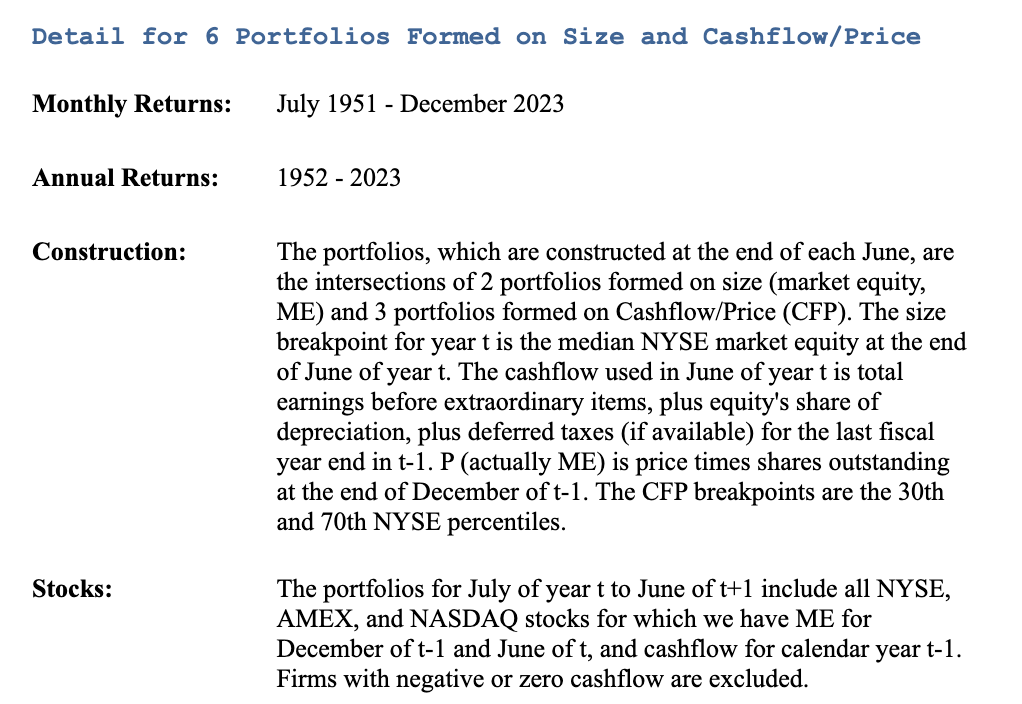 Detail for 6 Portfolios Formed on Size and Cashflow/Price
Monthly Returns: July 1951 - December 2023
Annual Returns: 1952 - 2023
Construction: The portfolios, which are constructed at the end of each June, are
the intersections of 2 portfolios formed on size (market equity,
ME) and 3 portfolios formed on Cashflow/Price (CFP). The size
breakpoint for year t is the median NYSE market equity at the end
of June of year t. The cashflow used in June of year t is total
earnings before extraordinary items, plus equity's share of
depreciation, plus deferred taxes (if available) for the last fiscal
year end in t-1. P (actually ME) is price times shares outstanding
at the end of December of t-1. The CFP breakpoints are the 30th
and 70th NYSE percentiles.
Stocks: The portfolios for July of year t to June of t+1 include all NYSE,
AMEX, and NASDAQ stocks for which we have ME for
December of t-1 and June of t, and cashflow for calendar year t-1.
Firms with negative or zero cashflow are excluded.